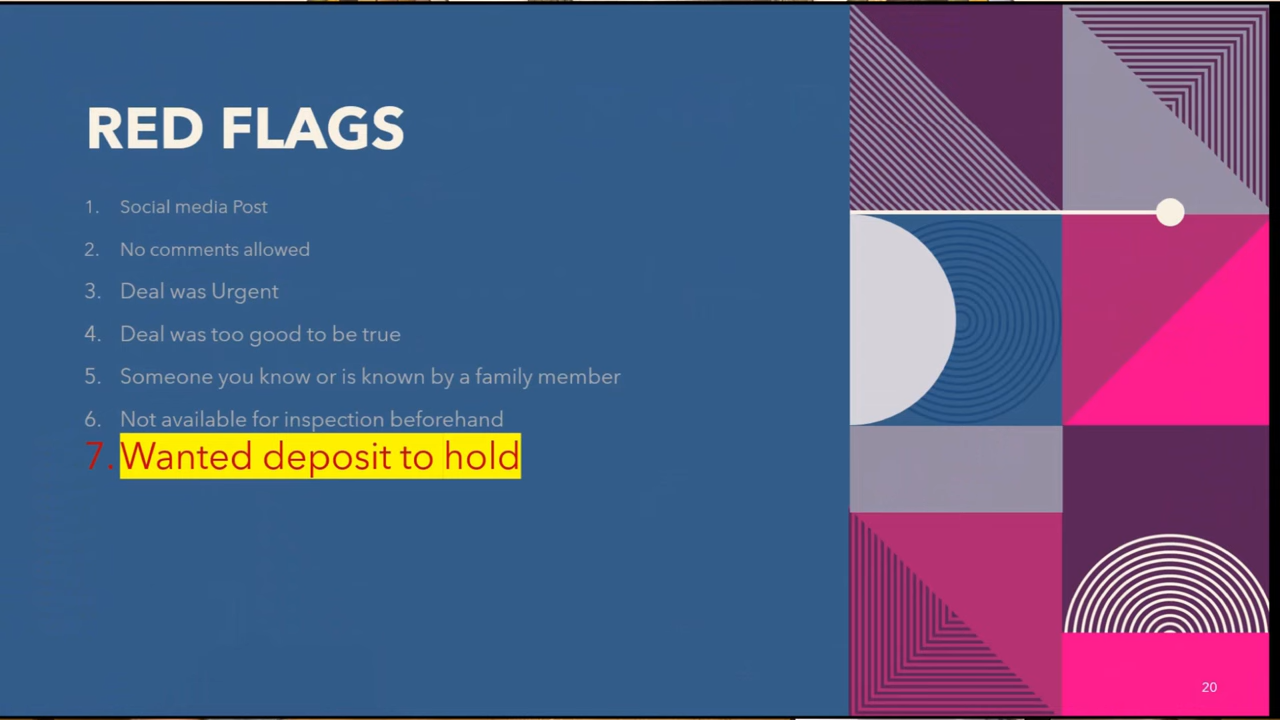 RED FLAGS
1. Social media Post
2. No comments allowed
3. Deal was Urgent
4. Deal was too good to be true
5. Someone you know or is known by a family member
6. Not available for inspection beforehand
7. Wanted deposit to hold
20